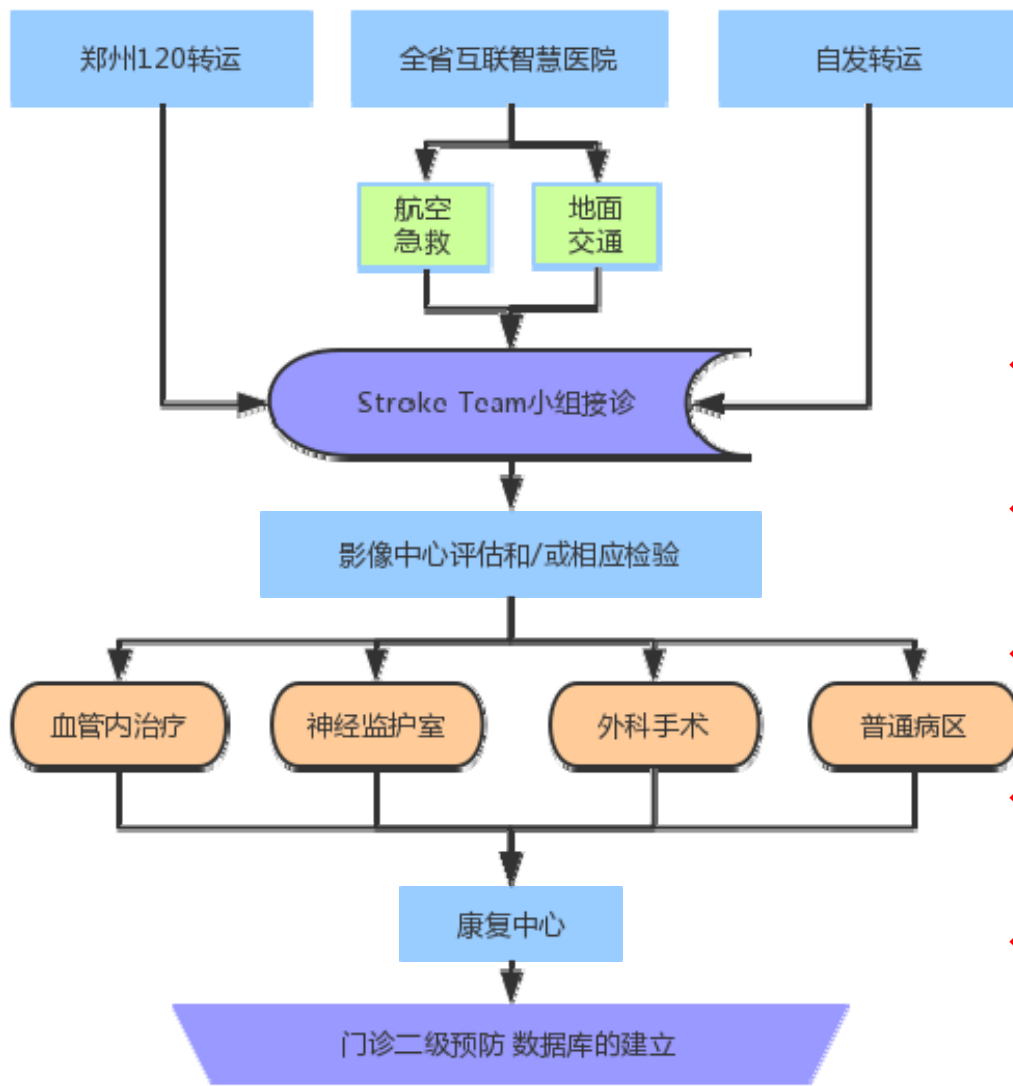 郑州120转运
全省互联智慧医院
自发转运
航空
急救
地面
交通
Stroke Team小组接诊
影像中心评估和/或相应检验
血管内治疗
神经监护室
外科手术
普通病区
康复中心
门诊二级预防 数据库的建立